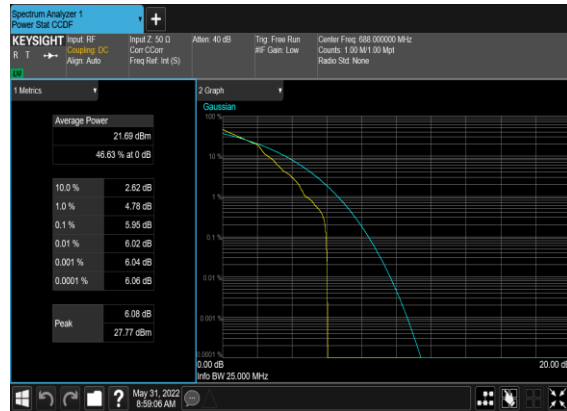 Spectrum Analyzer 1
Power Stat CCDF
KEYSIGHT
R T
LV
Input: RF
Coupling: DC
Align: Auto
Input Z: 50 Ω
Corr CCorr
Freq Ref: Int (S)
Atten: 40 dB
Trig: Free Run
#IF Gain: Low
Center Freq: 688.000000 MHz
Counts: 1.00 M/1.00 Mpt
Radio Std: None
1 Metrics
Average Power
21.69 dBm
46.63 % at 0 dB
10.0 % 2.62 dB
1.0 % 4.78 dB
0.1 % 5.95 dB
0.01 % 6.02 dB
0.001 % 6.04 dB
0.0001 % 6.06 dB
Peak
6.08 dB
27.77 dBm
2 Graph
Gaussian
100 %
10 %
1 %
0.1 %
0.01 %
0.001 %
0.0001 %
0.00 dB
20.00 dB
Info BW 25.000 MHz
?
May 31, 2022
8:59:06 AM